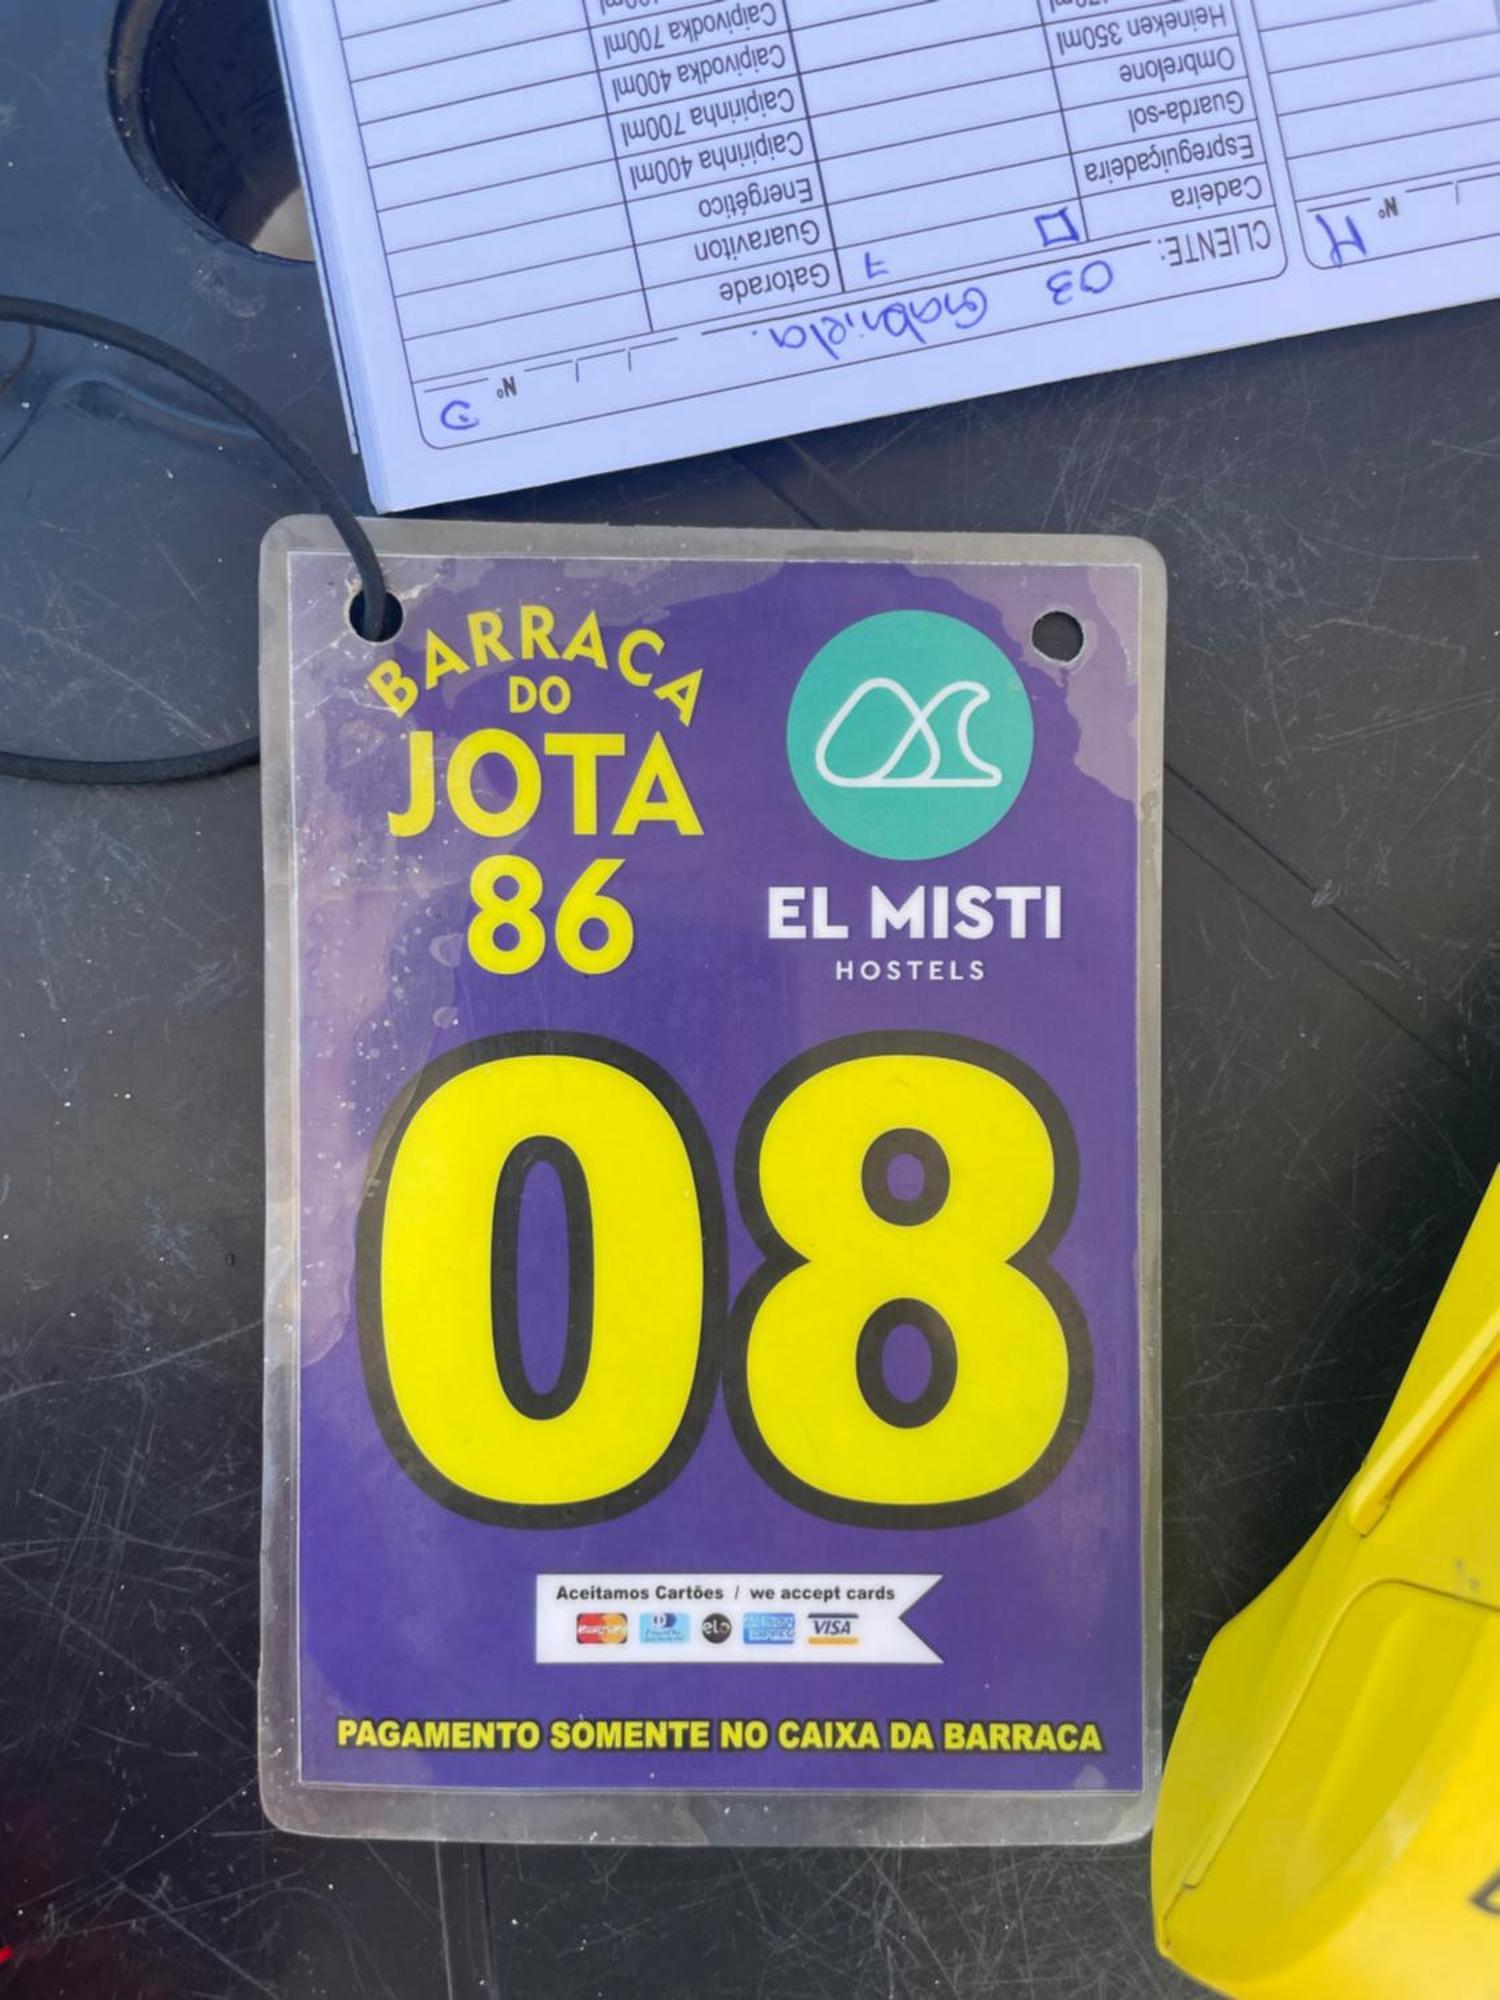 Caipivodka 700ml
Caipivodka 400ml
Caipirinha 700ml
Caipirinha 400ml
Energético
Guaraviton
Gatorade
Heineken 350ml
Ombrelone
Guarda-sol
Espreguiçadeira
Cadeira
CLIENTE: 03 Gabriela.
Nº
Nº
BARRACA
DO
JOTA
86
EL MISTI
HOSTELS
08
Aceitamos Cartões / we accept cards
elo
VISA
PAGAMENTO SOMENTE NO CAIXA DA BARRACA